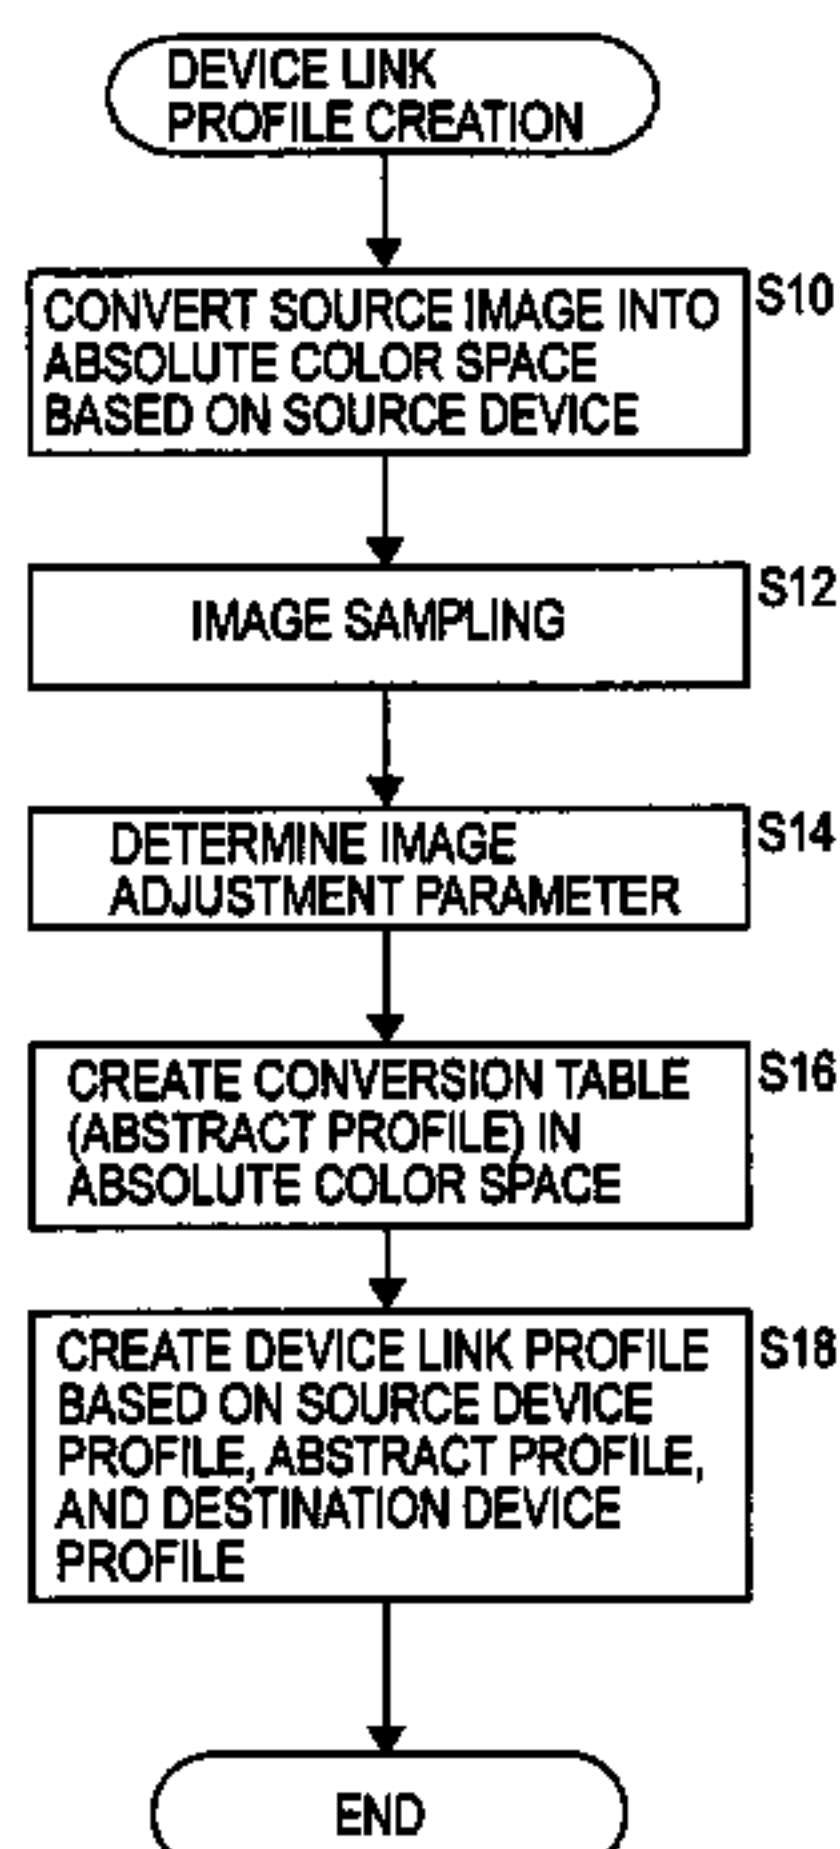 DEVICE LINK
PROFILE CREATION
CONVERT SOURCE IMAGE INTO
ABSOLUTE COLOR SPACE
BASED ON SOURCE DEVICE
S10
IMAGE SAMPLING
S12
DETERMINE IMAGE
ADJUSTMENT PARAMETER
S14
CREATE CONVERSION TABLE
(ABSTRACT PROFILE) IN
ABSOLUTE COLOR SPACE
S16
CREATE DEVICE LINK PROFILE
BASED ON SOURCE DEVICE
PROFILE, ABSTRACT PROFILE,
AND DESTINATION DEVICE
PROFILE
S18
END